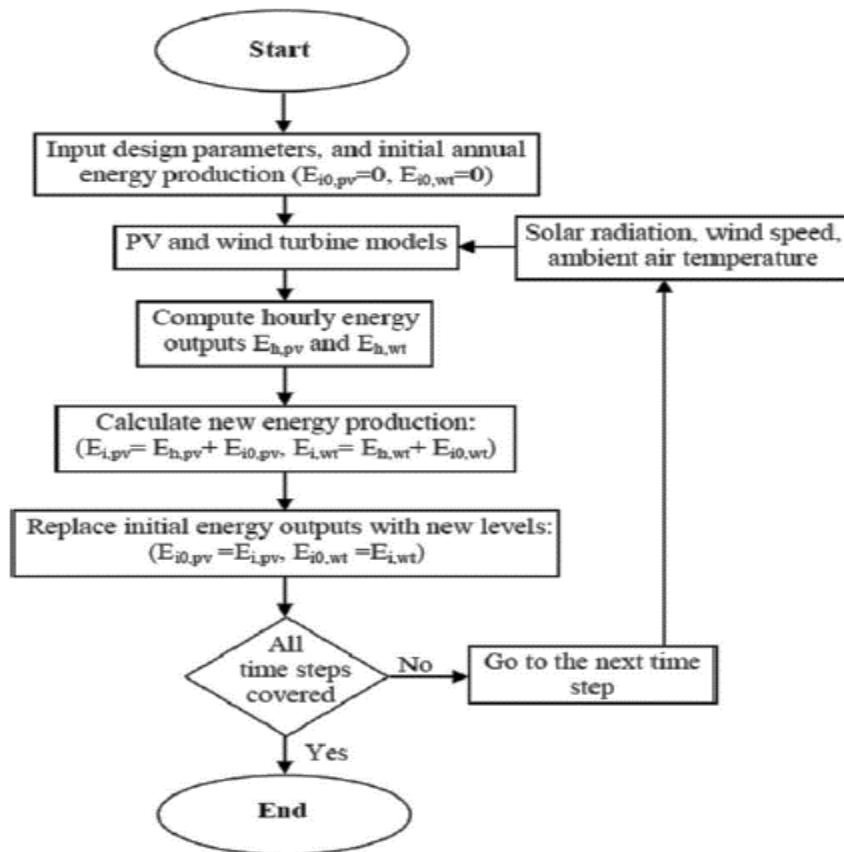 Start
Input design parameters, and initial annual
energy production (Ei0,pv=0, Ei0,wt=0)
PV and wind turbine models
Solar radiation, wind speed,
ambient air temperature
Compute hourly energy
outputs Eh,pv and Eh,wt
Calculate new energy production:
(Ei,pv= Eh,pv+ Ei0,pv, Ei,wt= Eh,wt+ Ei0,wt)
Replace initial energy outputs with new levels:
(Ei0,pv =Ei,pv, Ei0,wt =Ei,wt)
All
time steps
covered
No
Go to the next time
step
Yes
End